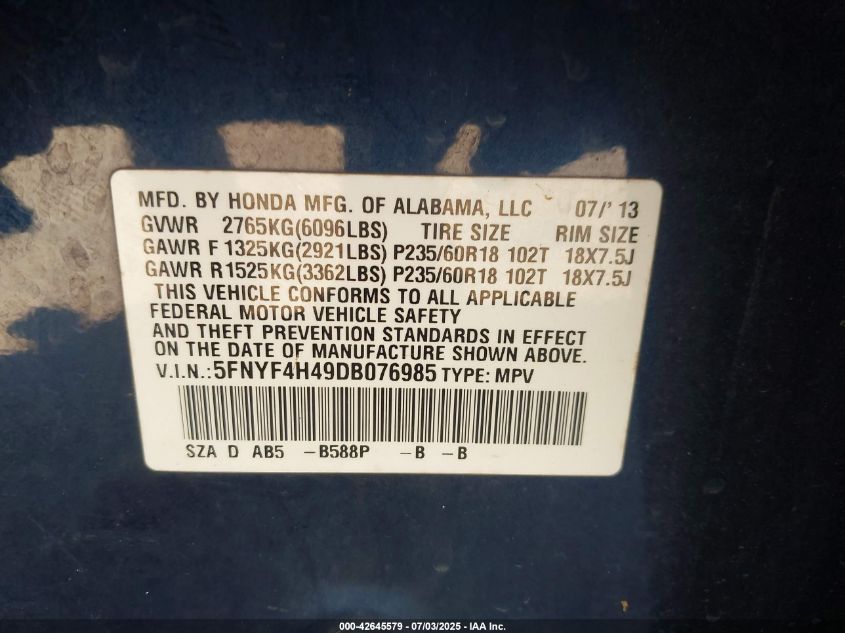 MFD. BY HONDA MFG. OF ALABAMA, LLC 07/' 13
GVWR 2765KG(6096LBS) TIRE SIZE RIM SIZE
GAWR F 1325KG(2921LBS) P235/60R18 102T 18X7.5J
GAWR R1525KG(3362LBS) P235/60R18 102T 18X7.5J
THIS VEHICLE CONFORMS TO ALL APPLICABLE
FEDERAL MOTOR VEHICLE SAFETY
AND THEFT PREVENTION STANDARDS IN EFFECT
ON THE DATE OF MANUFACTURE SHOWN ABOVE.
V.I.N.:5FNYF4H49DB076985 TYPE: MPV
SZA D AB5 -B588P -B -B
000-42645579 / 07/03/2025 - IAA Inc.